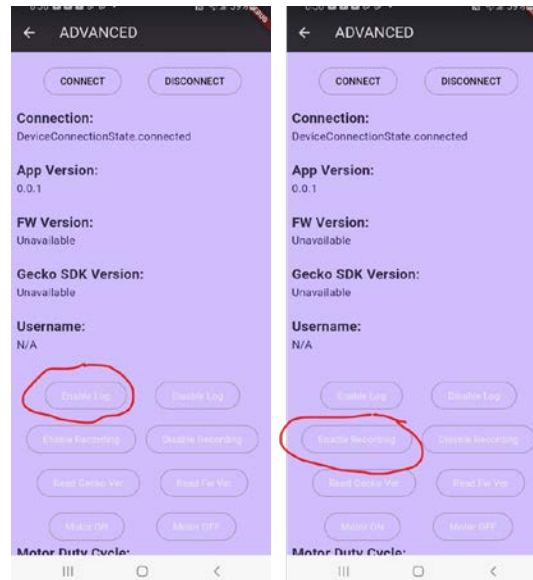 ADVANCED
CONNECT DISCONNECT
Connection:
DeviceConnectionState.connected
App Version:
0.0.1
FW Version:
Unavailable
Gecko SDK Version:
Unavailable
Username:
N/A
Enable Log Disable Log
Enable Recording Disable Recording
Read Gecko Ver Read Fw Ver
Motor ON Motor OFF
Motor Duty Cycle:
ADVANCED
CONNECT DISCONNECT
Connection:
DeviceConnectionState.connected
App Version:
0.0.1
FW Version:
Unavailable
Gecko SDK Version:
Unavailable
Username:
N/A
Enable Log Disable Log
Enable Recording Disable Recording
Read Gecko Ver Read Fw Ver
Motor ON Motor OFF
Motor Duty Cycle: